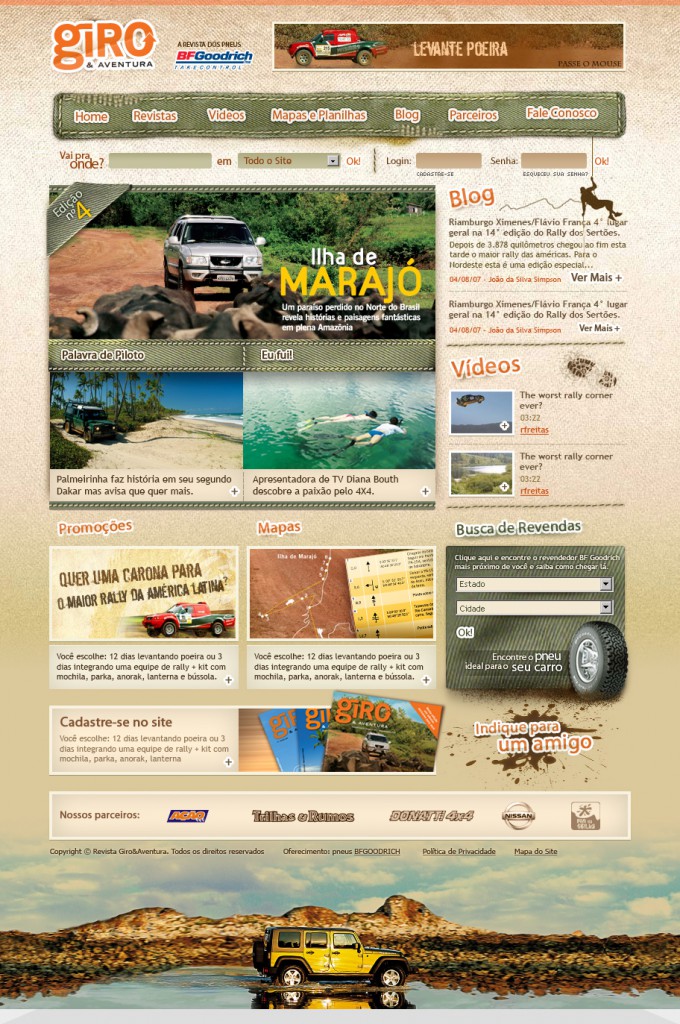 GIRO
& AVENTURA
A REVISTA DOS PNEUS
BFGoodrich
TAKE CONTROL
LEVANTE POEIRA
PASSE O MOUSE
Home
Revistas
Videos
Mapas e Planilhas
Blog
Parceiros
Fale Conosco
Vai pra
onde?
em
Todo o Site
Ok!
Login:
Senha:
Ok!
CADASTRE-SE
ESQUECEU SUA SENHA?
Edição
nº 4
Ilha de
MARAJÓ
Um paraíso perdido no Norte do Brasil
revela histórias e paisagens fantásticas
em plena Amazônia
Palavra de Piloto
Eu fui!
Palmeirinha faz história em seu segundo
Dakar mas avisa que quer mais.
Apresentadora de TV Diana Bouth
descobre a paixão pelo 4X4.
Blog
Riamburgo Ximenes/Flávio França 4° lugar
geral na 14° edição do Rally dos Sertões.
Depois de 3.878 quilômetros chegou ao fim esta
tarde o maior rally das américas. Para o
Nordeste esta é uma edição especial...
04/08/07 - João da Silva Simpson
Ver Mais +
Riamburgo Ximenes/Flávio França 4° lugar
geral na 14° edição do Rally dos Sertões.
04/08/07 - João da Silva Simpson
Ver Mais +
Vídeos
The worst rally corner
ever?
03:22
rfreitas
The worst rally corner
ever?
03:22
rfreitas
Promoções
QUER UMA CARONA PARA
O MAIOR RALLY DA AMÉRICA LATINA?
Você escolhe: 12 dias levantando poeira ou 3
dias integrando uma equipe de rally + kit com
mochila, parka, anorak, lanterna e bússola.
Mapas
Ilha de Marajó
Você escolhe: 12 dias levantando poeira ou 3
dias integrando uma equipe de rally + kit com
mochila, parka, anorak, lanterna e bússola.
Busca de Revendas
Clique aqui e encontre o revendedor BF Goodrich
mais próximo de você e saiba como chegar lá.
Estado
Cidade
Ok!
Encontre o pneu
ideal para o seu carro
Cadastre-se no site
Você escolhe: 12 dias levantando poeira ou 3
dias integrando uma equipe de rally + kit com
mochila, parka, anorak, lanterna
GIRO
& AVENTURA
Indique para
um amigo
Nossos parceiros:
Trilhas e Rumos
DONATTI 4x4
NISSAN
Copyright © Revista Giro&Aventura. Todos os direitos reservados
Oferecimento: pneus BFGOODRICH
Política de Privacidade
Mapa do Site